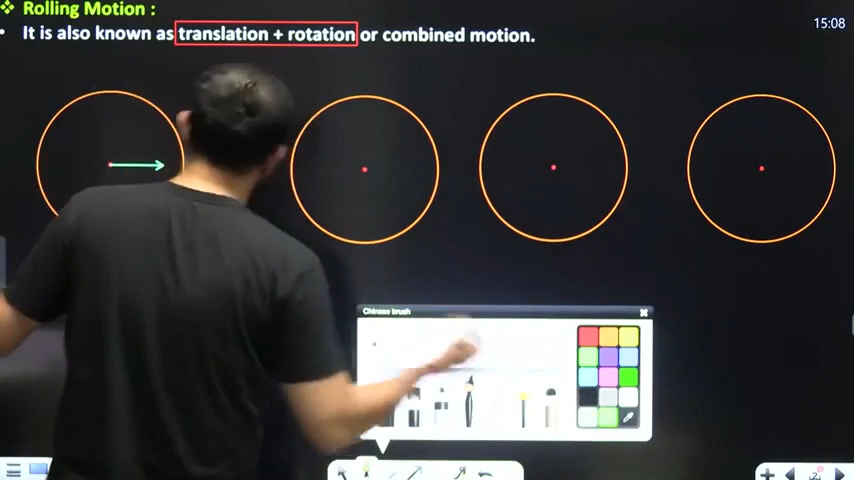 ❖ Rolling Motion :
• It is also known as translation + rotation or combined motion.
15:08
Chinese brush